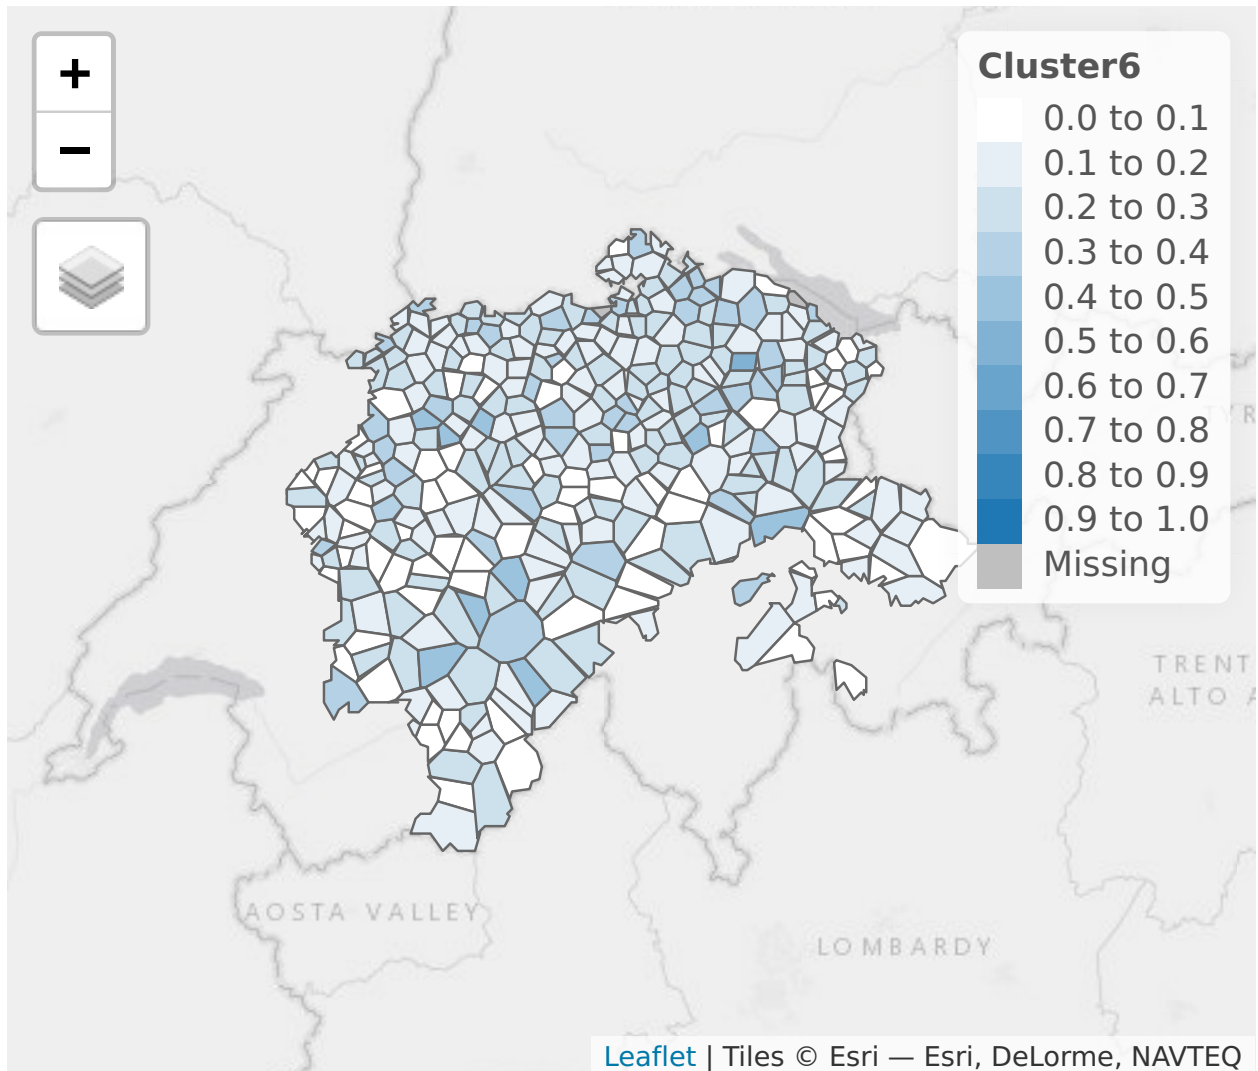 +
−
Cluster6
0.0 to 0.1
0.1 to 0.2
0.2 to 0.3
0.3 to 0.4
0.4 to 0.5
0.5 to 0.6
0.6 to 0.7
0.7 to 0.8
0.8 to 0.9
0.9 to 1.0
Missing
TYR
TRENT
ALTO A
AOSTA VALLEY
LOMBARDY
Leaflet | Tiles © Esri — Esri, DeLorme, NAVTEQ